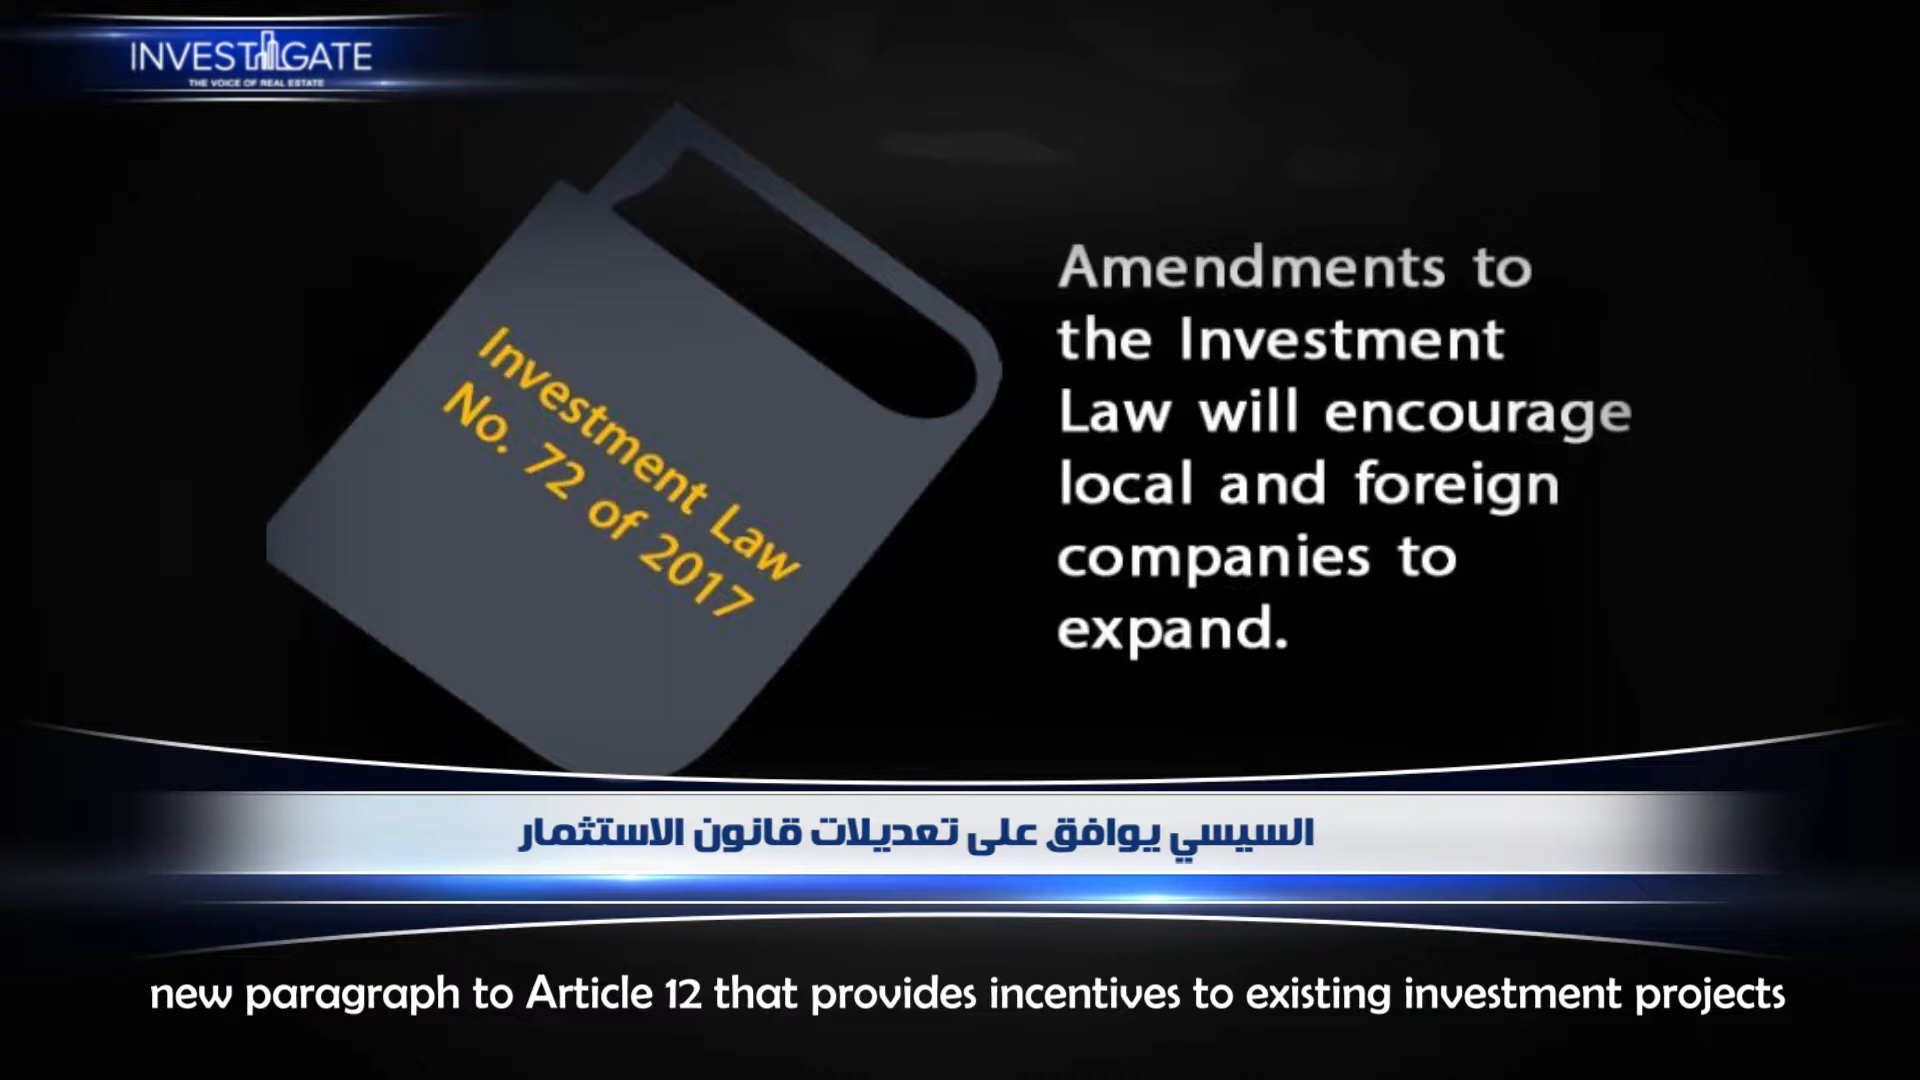 INVESTGATE
THE VOICE OF REAL ESTATE
Investment Law
No. 72 of 2017
Amendments to
the Investment
Law will encourage
local and foreign
companies to
expand.
السيسي يوافق على تعديلات قانون الاستثمار
new paragraph to Article 12 that provides incentives to existing investment projects